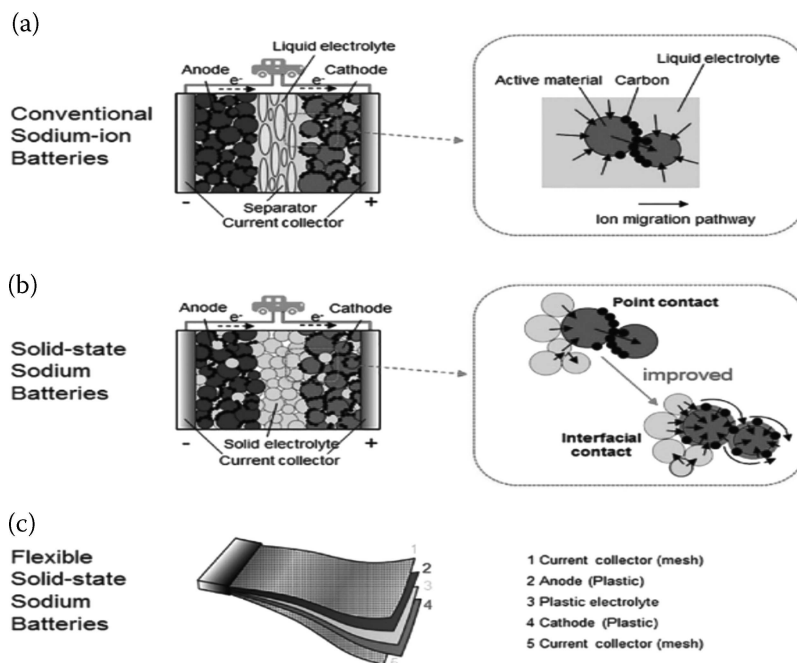 (a)
Liquid electrolyte
Anode
e-
e-
Cathode
Conventional
Sodium-ion
Batteries
-
Separator
+
Current collector
Liquid electrolyte
Active material
Carbon
Ion migration pathway
(b)
Anode
e-
e-
Cathode
Solid-state
Sodium
Batteries
-
Solid electrolyte
+
Current collector
Point contact
improved
Interfacial
contact
(c)
Flexible
Solid-state
Sodium
Batteries
1
2
3
4
5
1 Current collector (mesh)
2 Anode (Plastic)
3 Plastic electrolyte
4 Cathode (Plastic)
5 Current collector (mesh)